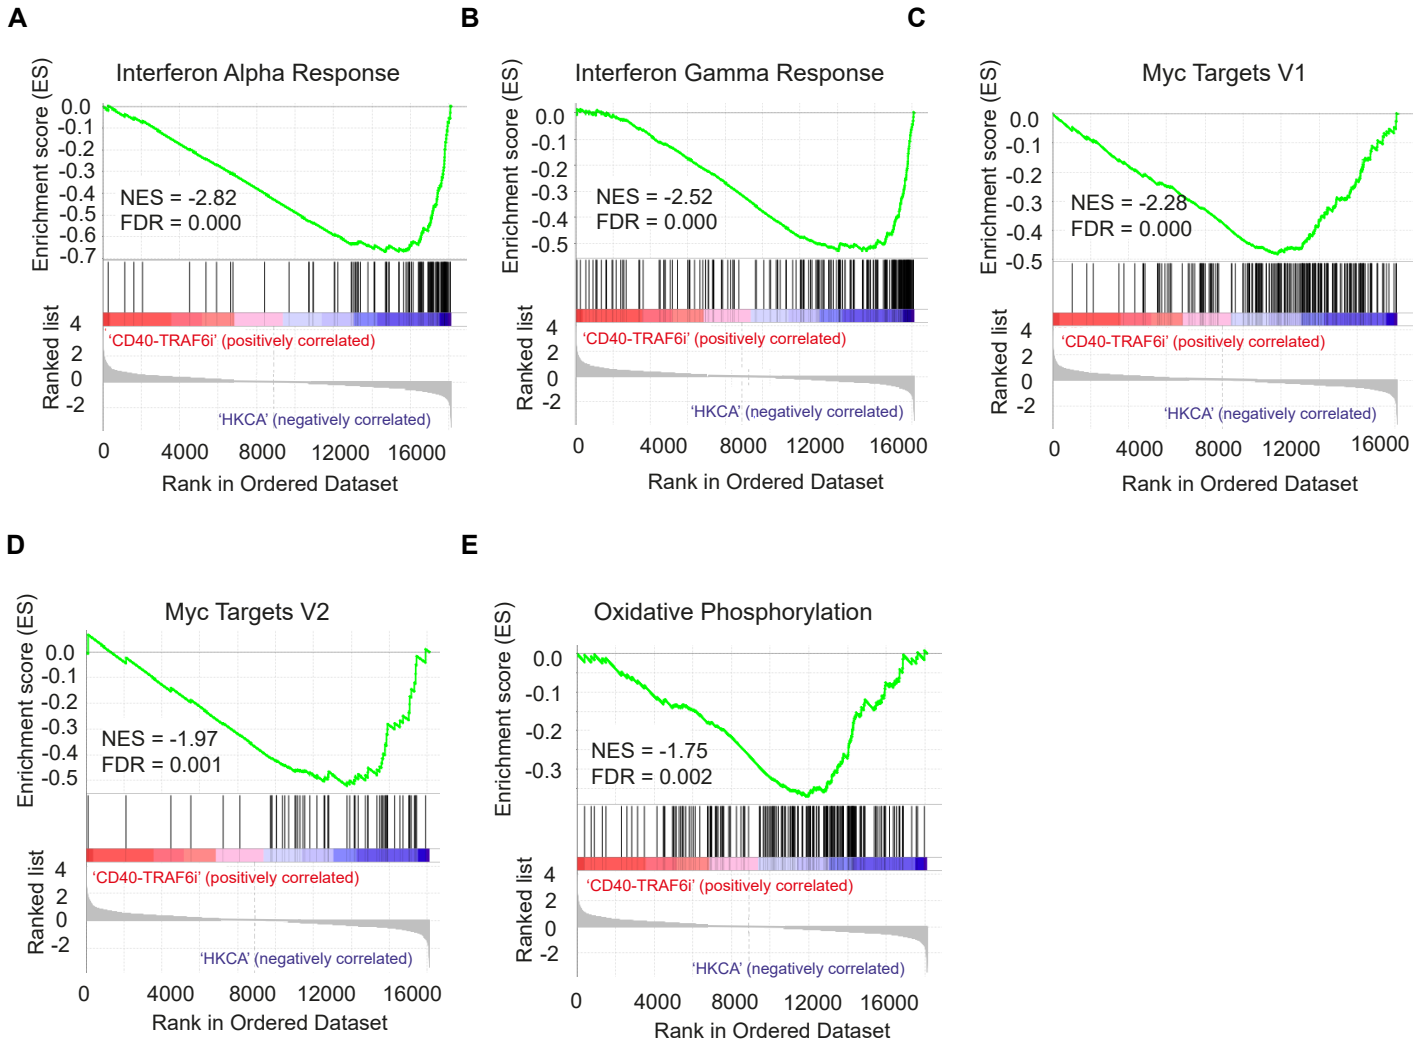 A
Interferon Alpha Response
Enrichment score (ES)
0.0
-0.1
-0.2
-0.3
-0.4
-0.5
-0.6
-0.7
NES = -2.82
FDR = 0.000
Ranked list
4
2
0
-2
‘CD40-TRAF6i’ (positively correlated)
‘HKCA’ (negatively correlated)
0 4000 8000 12000 16000
Rank in Ordered Dataset
B
Interferon Gamma Response
Enrichment score (ES)
0.0
-0.1
-0.2
-0.3
-0.4
-0.5
NES = -2.52
FDR = 0.000
Ranked list
4
2
0
-2
‘CD40-TRAF6i’ (positively correlated)
‘HKCA’ (negatively correlated)
0 4000 8000 12000 16000
Rank in Ordered Dataset
C
Myc Targets V1
Enrichment score (ES)
0.0
-0.1
-0.2
-0.3
-0.4
-0.5
NES = -2.28
FDR = 0.000
Ranked list
4
2
0
-2
‘CD40-TRAF6i’ (positively correlated)
‘HKCA’ (negatively correlated)
0 4000 8000 12000 16000
Rank in Ordered Dataset
D
Myc Targets V2
Enrichment score (ES)
0.0
-0.1
-0.2
-0.3
-0.4
-0.5
NES = -1.97
FDR = 0.001
Ranked list
4
2
0
-2
‘CD40-TRAF6i’ (positively correlated)
‘HKCA’ (negatively correlated)
0 4000 8000 12000 16000
Rank in Ordered Dataset
E
Oxidative Phosphorylation
Enrichment score (ES)
0.0
-0.1
-0.2
-0.3
NES = -1.75
FDR = 0.002
Ranked list
4
2
0
-2
‘CD40-TRAF6i’ (positively correlated)
‘HKCA’ (negatively correlated)
0 4000 8000 12000 16000
Rank in Ordered Dataset